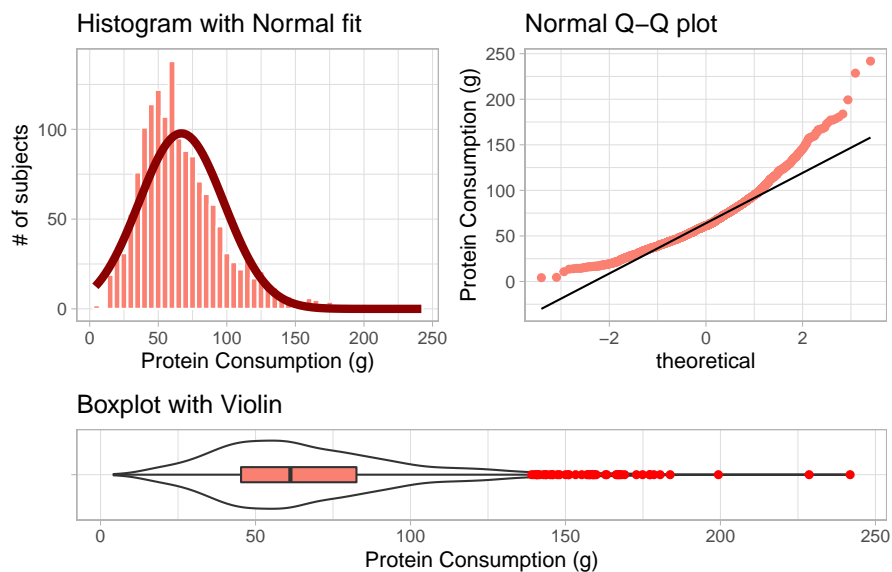 Histogram with Normal fit
# of subjects
100
50
0
0 50 100 150 200 250
Protein Consumption (g)
Normal Q−Q plot
Protein Consumption (g)
250
200
150
100
50
0
−2 0 2
theoretical
Boxplot with Violin
0 50 100 150 200 250
Protein Consumption (g)